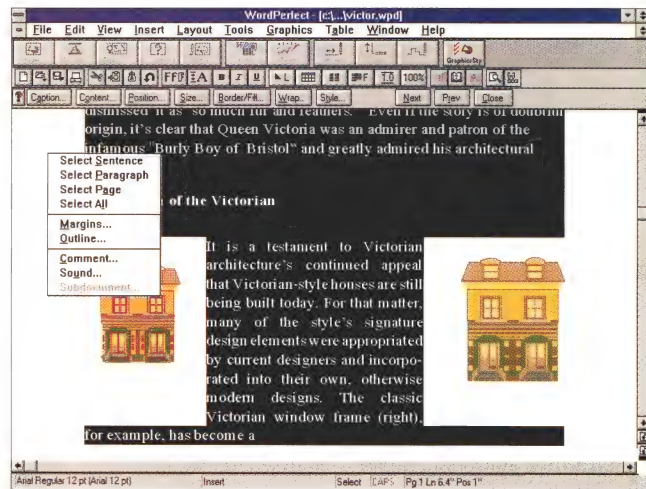 WordPerfect - [c:\...\victor.wpd]
File Edit View Insert Layout Tools Graphics Table Window Help
GraphicsSty
100%
? Caption... Content... Position... Size... Border/Fill... Wrap... Style... Next Prev Close
dismissed it as "so much fur and feathers." Even if the story is of doubtful
origin, it's clear that Queen Victoria was an admirer and patron of the
infamous "Burly Boy of Bristol" and greatly admired his architectural
Select Sentence
Select Paragraph
Select Page
Select All
Margins...
Outline...
Comment...
Sound...
Subdocument...
of the Victorian
It is a testament to Victorian
architecture's continued appeal
that Victorian-style houses are still
being built today. For that matter,
many of the style's signature
design elements were appropriated
by current designers and incorpo-
rated into their own, otherwise
modern designs. The classic
Victorian window frame (right),
for example, has become a
Arial Regular 12 pt (Arial 12 pt) Insert Select CAPS Pg 1 Ln 6.4" Pos 1"